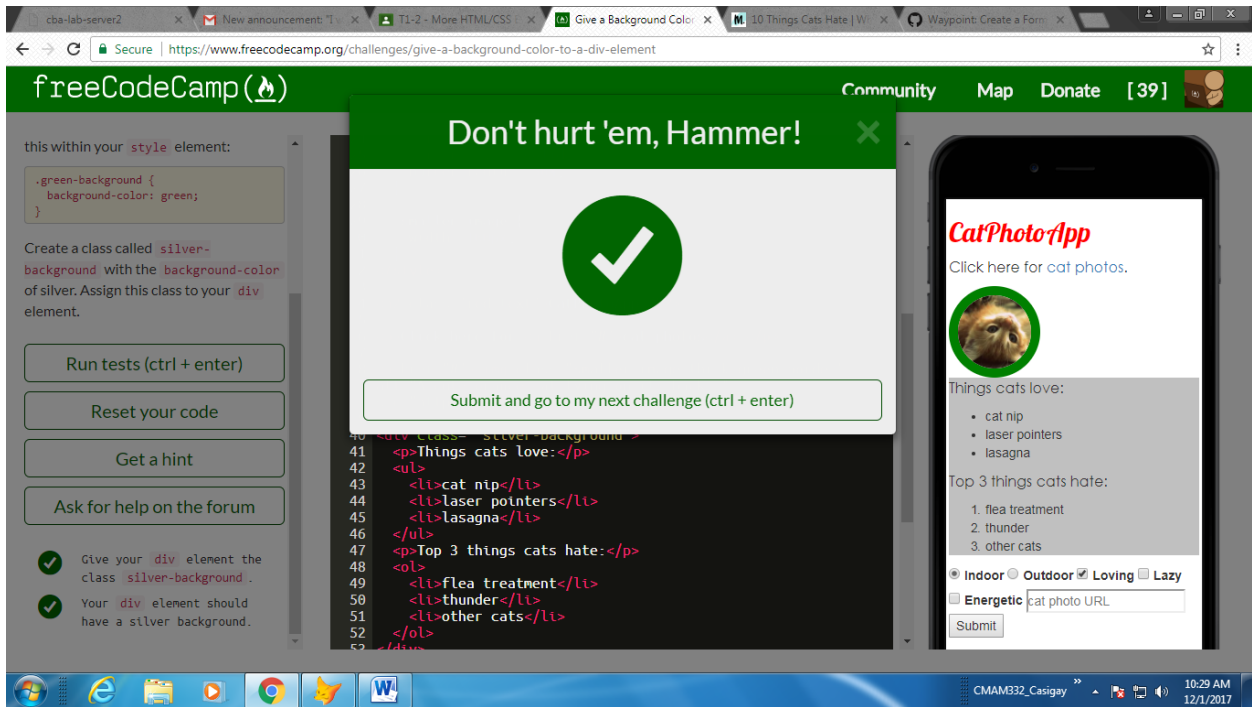 cba-lab-server2
New announcement: "I
T1-2 - More HTML/CSS
Give a Background Color
10 Things Cats Hate | W
Waypoint: Create a Form
Secure | https://www.freecodecamp.org/challenges/give-a-background-color-to-a-div-element
freeCodeCamp
Community Map Donate [ 39 ]
this within your style element:
.green-background {
background-color: green;
}
Create a class called silver-
background with the background-color
of silver. Assign this class to your div
element.
Run tests (ctrl + enter)
Reset your code
Get a hint
Ask for help on the forum
Give your div element the
class silver-background .
Your div element should
have a silver background.
Don't hurt 'em, Hammer!
Submit and go to my next challenge (ctrl + enter)
40 <div class=" silver-background">
41 <p>Things cats love:</p>
42 <ul>
43 <li>cat nip</li>
44 <li>laser pointers</li>
45 <li>lasagna</li>
46 </ul>
47 <p>Top 3 things cats hate:</p>
48 <ol>
49 <li>flea treatment</li>
50 <li>thunder</li>
51 <li>other cats</li>
52 </ol>
53 </div>
CatPhotoApp
Click here for cat photos.
Things cats love:
cat nip
laser pointers
lasagna
Top 3 things cats hate:
1. flea treatment
2. thunder
3. other cats
Indoor Outdoor Loving Lazy
Energetic cat photo URL
Submit
CMAM332_Casigay
10:29 AM
12/1/2017